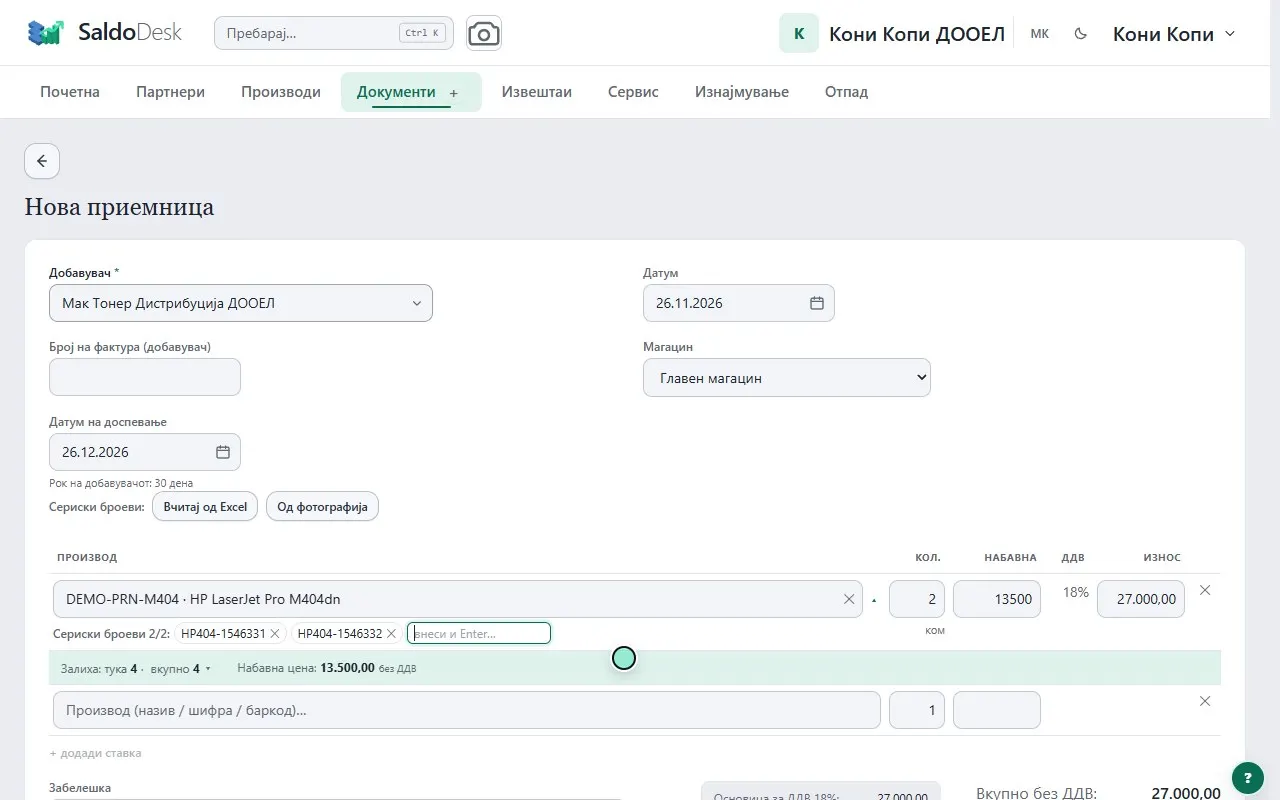 SaldoDesk
Пребарај...
Ctrl K
К
Кони Копи ДООЕЛ
МК
Кони Копи
Почетна
Партнери
Производи
Документи +
Извештаи
Сервис
Изнајмување
Отпад
Нова приемница
Добавувач *
Датум
Мак Тонер Дистрибуција ДООЕЛ
26.11.2026
Број на фактура (добавувач)
Магацин
Главен магацин
Датум на доспевање
26.12.2026
Рок на добавувачот: 30 дена
Сериски броеви: Вчитај од Excel Од фотографија
ПРОИЗВОД КОЛ. НАБАВНА ДДВ ИЗНОС
DEMO-PRN-M404 · HP LaserJet Pro M404dn 2 13500 18% 27.000,00
Сериски броеви 2/2: HP404-1546331 HP404-1546332 внеси и Enter...
ком
Залиха: тука 4 · вкупно 4 Набавна цена: 13.500,00 без ДДВ
Производ (назив / шифра / баркод)... 1
+ додади ставка
Забелешка
Основица за ДДВ 18%: 27.000,00
Вкупно без ДДВ: 27.000,00
?